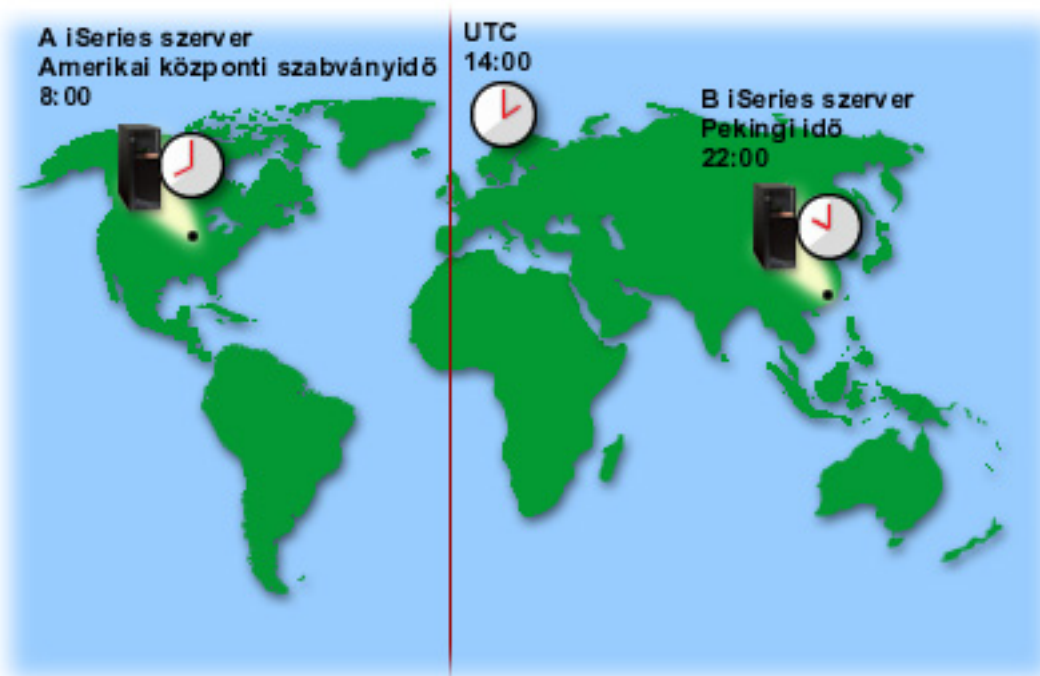 A iSeries szerver
Amerikai központi szabványidő
8:00
UTC
14:00
B iSeries szerver
Pekingi idő
22:00